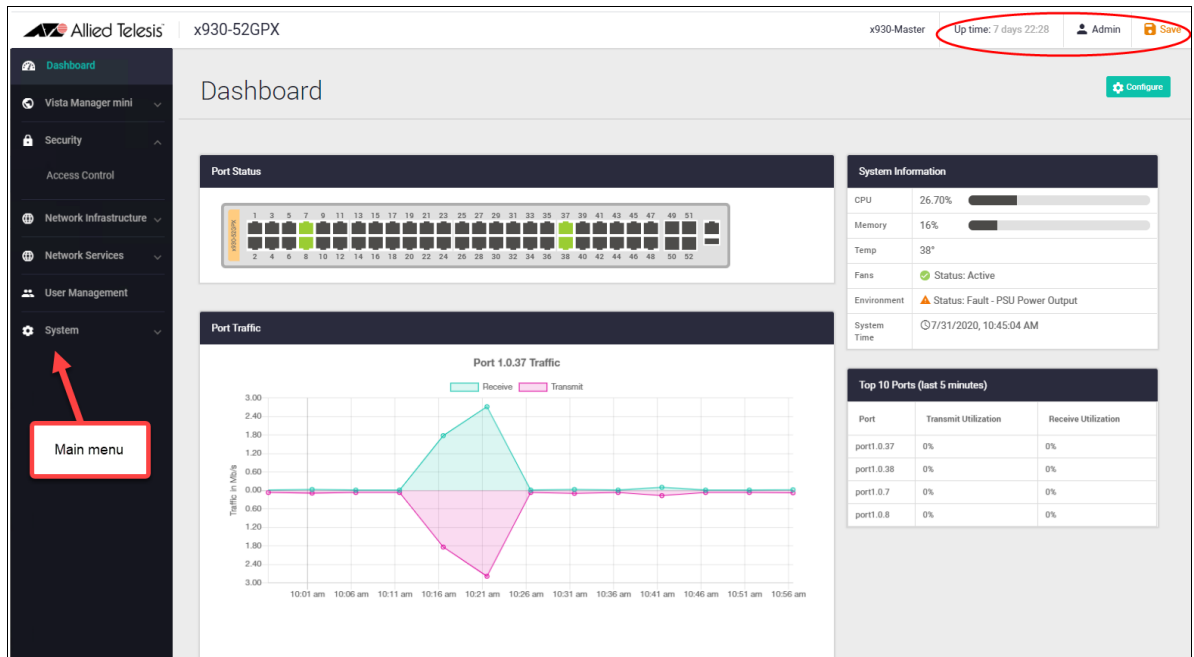 Allied Telesis
x930-52GPX
x930-Master
Up time: 7 days 22:28
Admin
Save
Dashboard
Vista Manager mini
Security
Access Control
Network Infrastructure
Network Services
User Management
System
Main menu
Dashboard
Configure
Port Status
1 3 5 7 9 11 13 15 17 19 21 23 25 27 29 31 33 35 37 39 41 43 45 47 49 51
x930-52GPX
2 4 6 8 10 12 14 16 18 20 22 24 26 28 30 32 34 36 38 40 42 44 46 48 50 52
Port Traffic
Port 1.0.37 Traffic
Receive Transmit
Traffic in Mb/s
3.00
2.40
1.80
1.20
0.60
0.00
0.60
1.20
1.80
2.40
3.00
10:01 am 10:06 am 10:11 am 10:16 am 10:21 am 10:26 am 10:31 am 10:36 am 10:41 am 10:46 am 10:51 am 10:56 am
System Information
CPU 26.70%
Memory 16%
Temp 38°
Fans Status: Active
Environment Status: Fault - PSU Power Output
System Time 7/31/2020, 10:45:04 AM
Top 10 Ports (last 5 minutes)
Port Transmit Utilization Receive Utilization
port1.0.37 0% 0%
port1.0.38 0% 0%
port1.0.7 0% 0%
port1.0.8 0% 0%